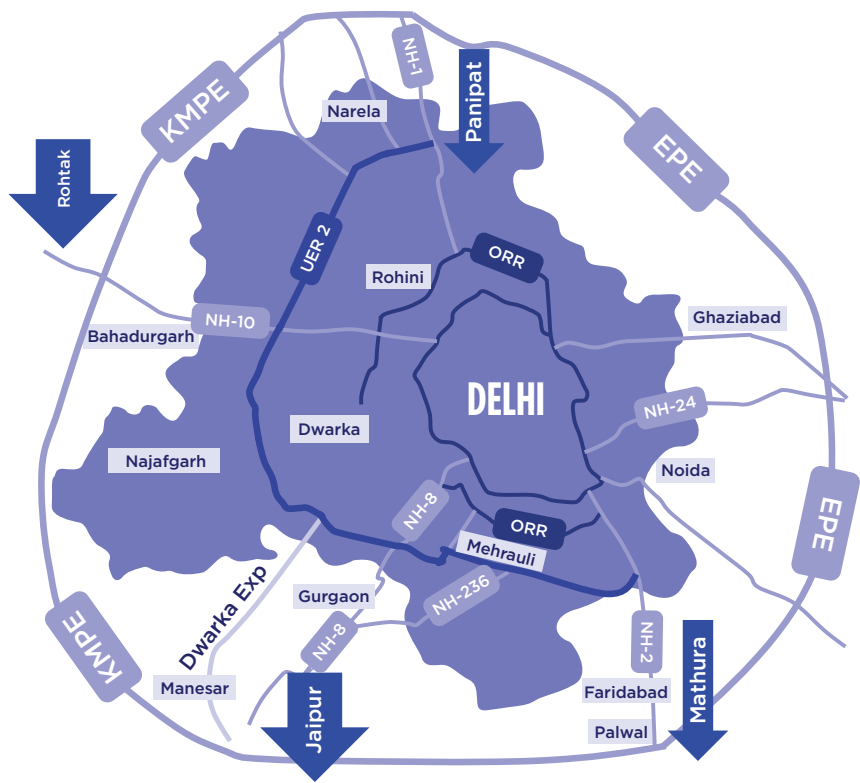 NH-1
KMPE
Panipat
Narela
EPE
Rohtak
UER 2
ORR
Rohini
Ghaziabad
NH-10
Bahadurgarh
DELHI
NH-24
Dwarka
Najafgarh
Noida
NH-8
EPE
ORR
Mehrauli
Dwarka Exp
Gurgaon
NH-236
KMPE
NH-8
NH-2
Manesar
Faridabad
Mathura
Jaipur
Palwal